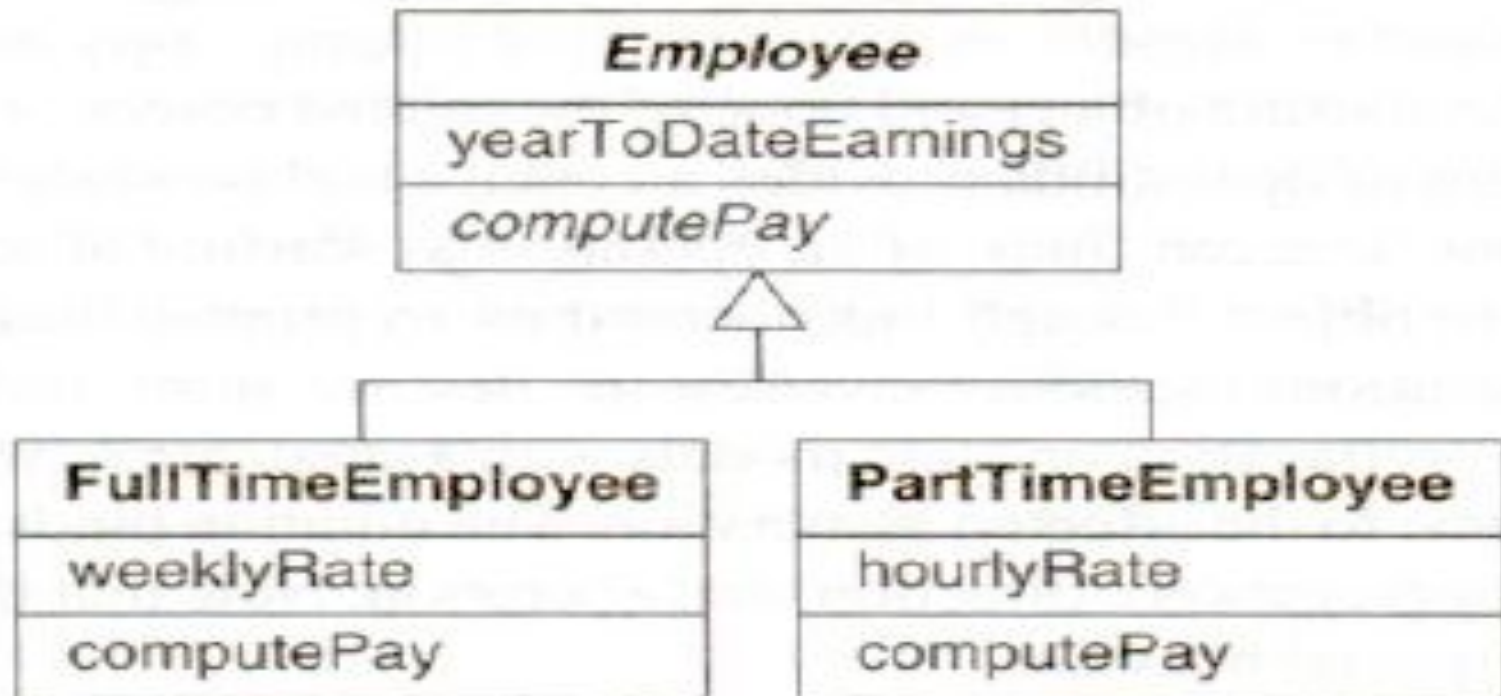 Employee
yearToDateEarnings
computePay
FullTimeEmployee
weeklyRate
computePay
PartTimeEmployee
hourlyRate
computePay